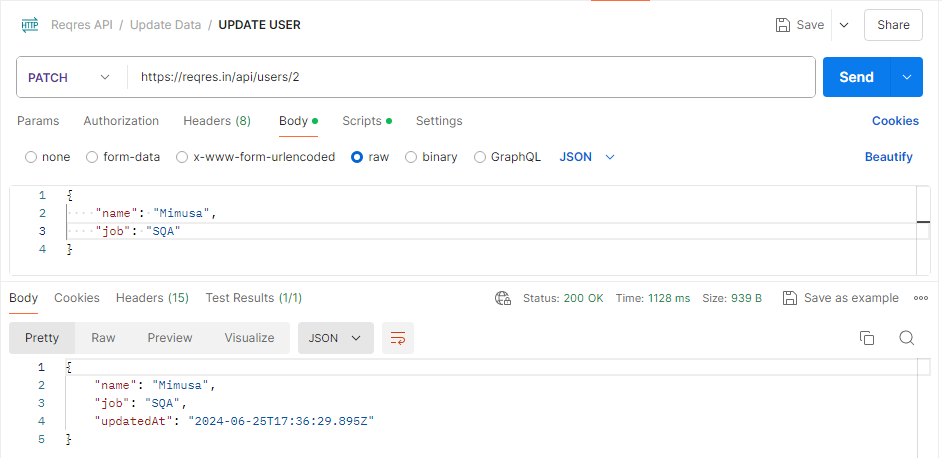 HTTP Reqres API / Update Data / UPDATE USER Save Share
PATCH https://reqres.in/api/users/2 Send
Params Authorization Headers (8) Body Scripts Settings Cookies
none form-data x-www-form-urlencoded raw binary GraphQL JSON Beautify
1 {
2 "name": "Mimusa",
3 "job": "SQA"
4 }
Body Cookies Headers (15) Test Results (1/1) Status: 200 OK Time: 1128 ms Size: 939 B Save as example
Pretty Raw Preview Visualize JSON
1 {
2 "name": "Mimusa",
3 "job": "SQA",
4 "updatedAt": "2024-06-25T17:36:29.895Z"
5 }